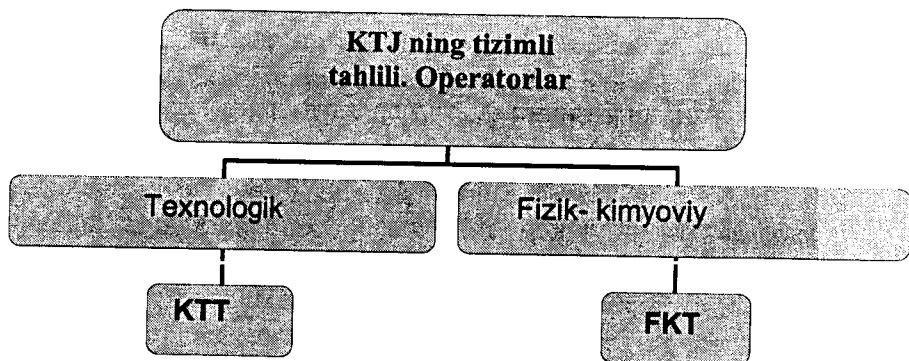 KTJ ning tizimli
tahlili. Operatorlar
Texnologik
Fizik- kimyoviy
KTT
FKT